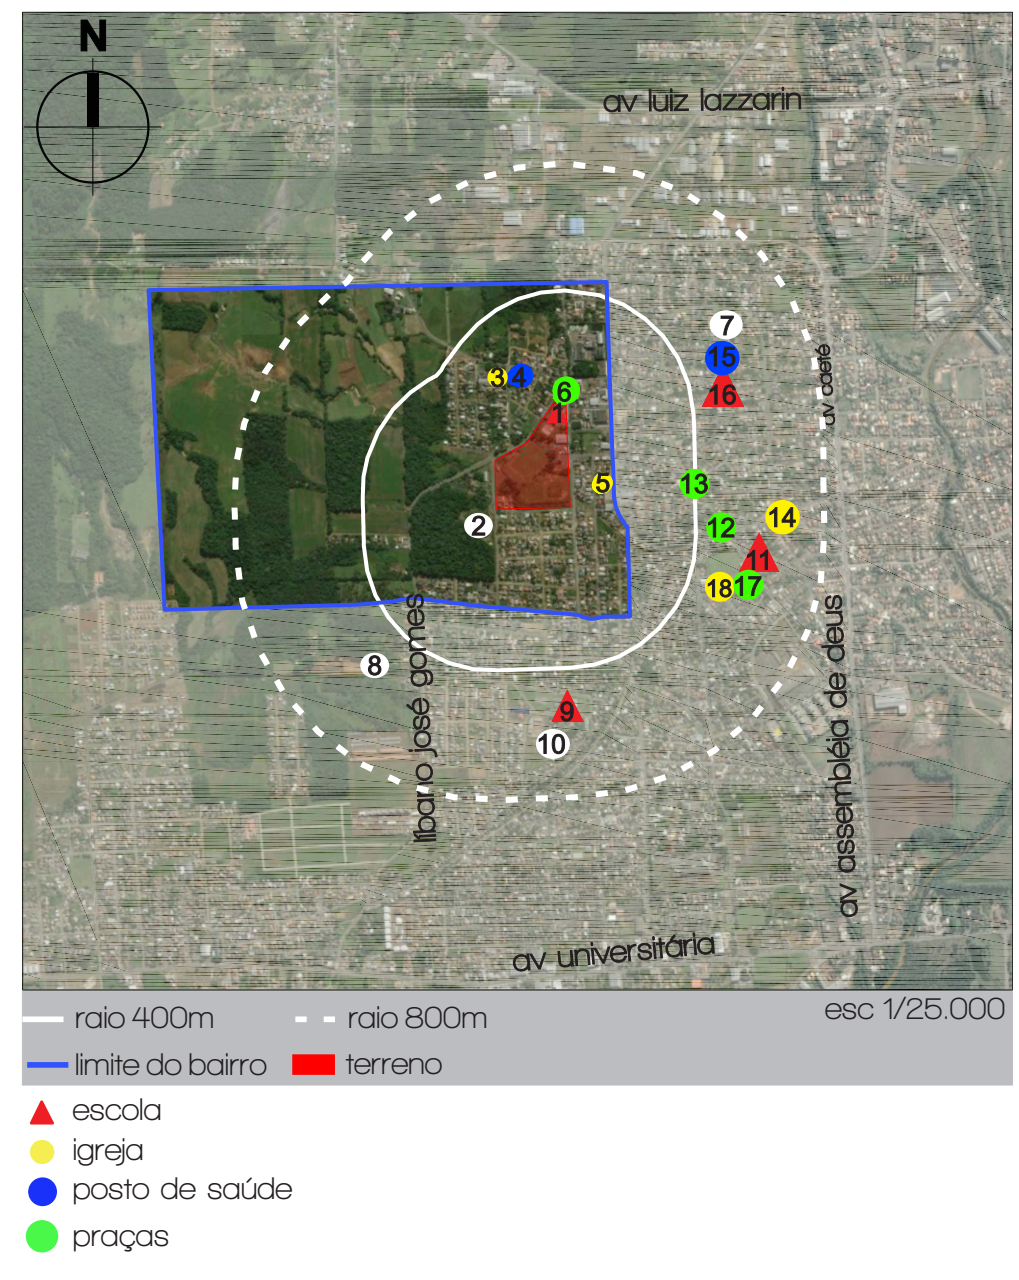 N
av luiz lazzarin
7
15
16
av caeté
3
4
6
1
5
13
14
2
12
11
18
17
libano josé gomes
8
9
10
av assembléia de deus
av universitária
raio 400m
raio 800m
esc 1/25.000
limite do bairro
terreno
escola
igreja
posto de saúde
praças